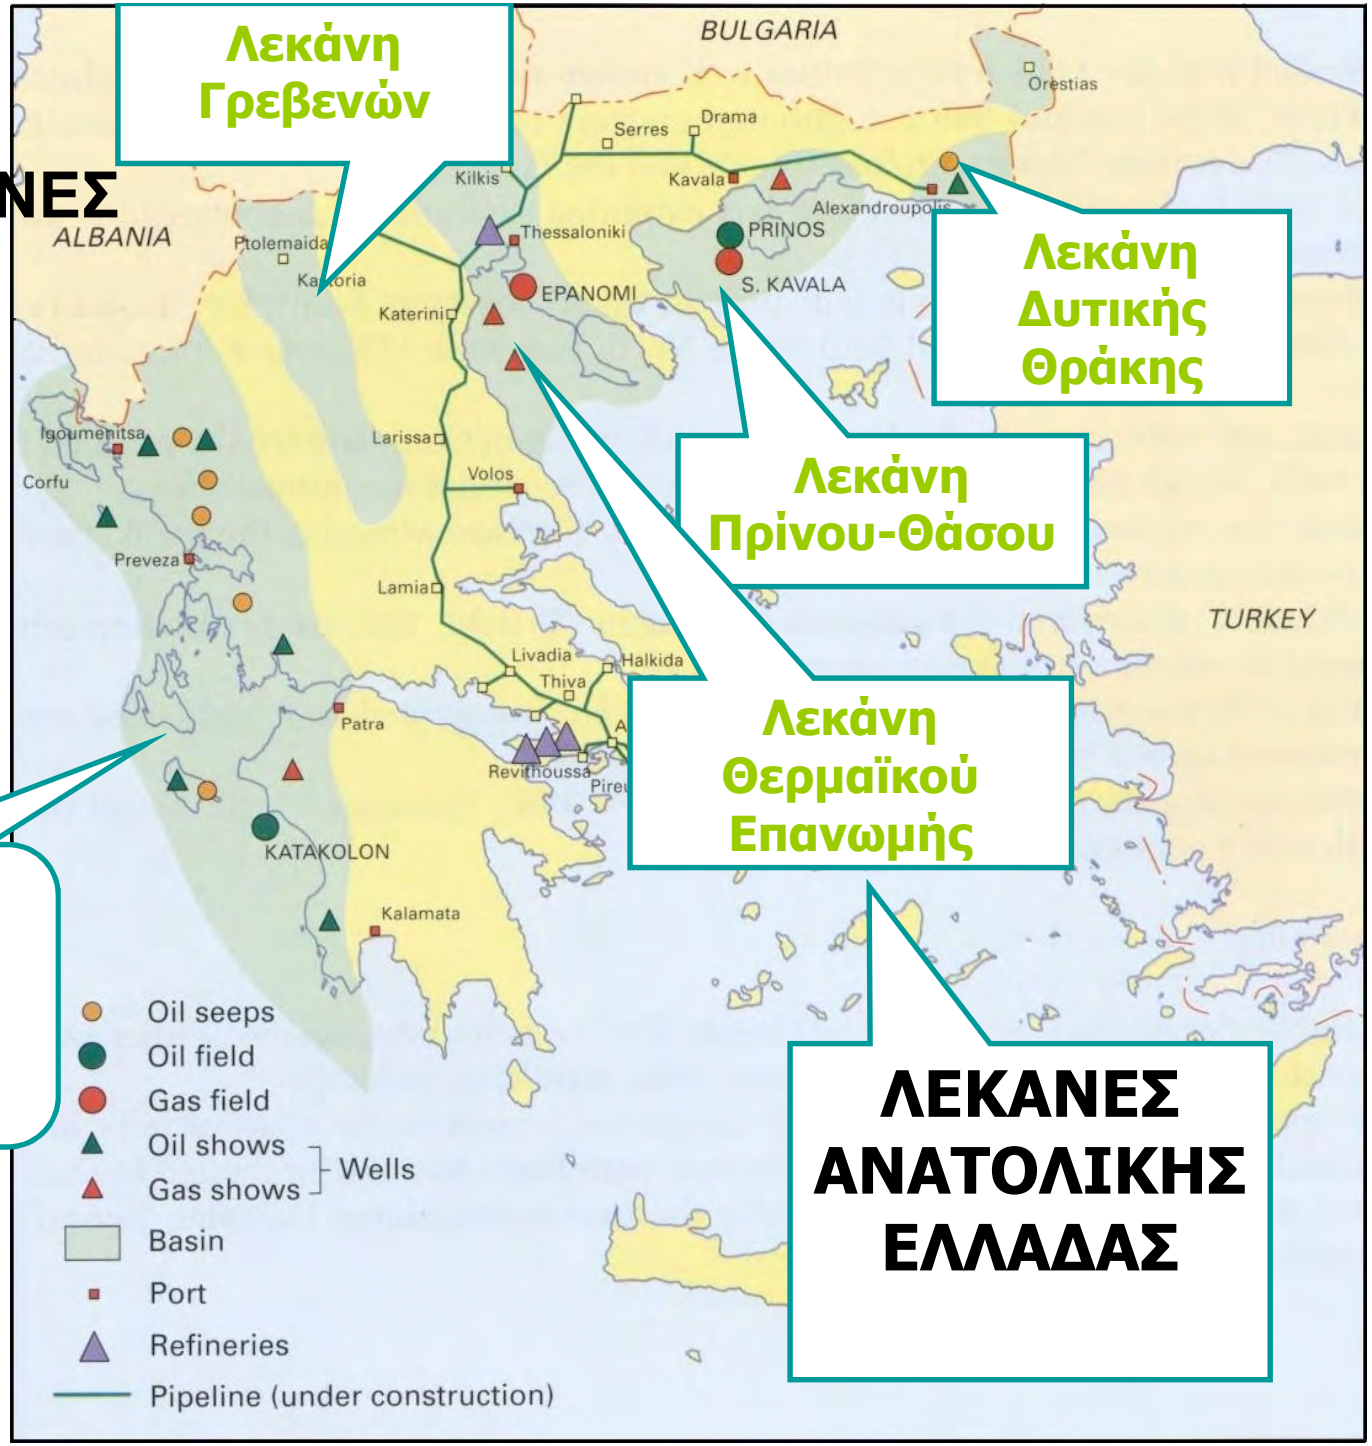 Λεκάνη
Γρεβενών
BULGARIA
Orestias
Drama
Serres
Kilkis
Kavala
ΝΕΣ
Alexandroupolis
ALBANIA
Ptolemaida
Thessaloniki
PRINOS
Λεκάνη
Δυτικής
Θράκης
Kastoria
EPANOMI
S. KAVALA
Katerini
Igoumenitsa
Larissa
Corfu
Volos
Λεκάνη
Πρίνου-Θάσου
Preveza
Lamia
TURKEY
Livadia
Halkida
Thiva
Patra
Λεκάνη
Θερμαϊκού
Επανωμής
Revithoussa
KATAKOLON
Kalamata
Oil seeps
Oil field
Gas field
Oil shows
Gas shows
Wells
Basin
Port
Refineries
Pipeline (under construction)
ΛΕΚΑΝΕΣ
ΑΝΑΤΟΛΙΚΗΣ
ΕΛΛΑΔΑΣ